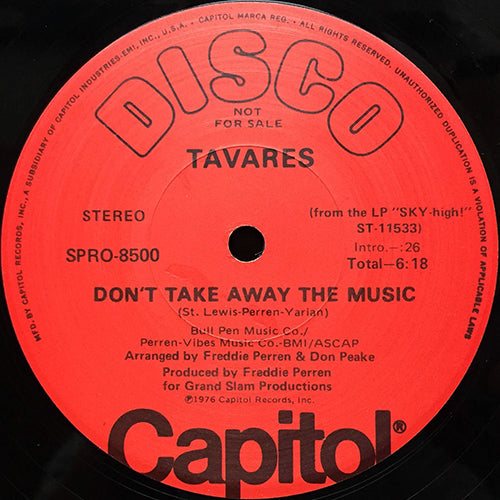 MFD. BY CAPITOL RECORDS, INC., A SUBSIDIARY OF CAPITOL INDUSTRIES-EMI, INC., U.S.A. • CAPITOL MARCA REG. • ALL RIGHTS RESERVED. UNAUTHORIZED DUPLICATION IS A VIOLATION OF APPLICABLE LAWS
DISCO
NOT
FOR SALE
TAVARES
STEREO
(from the LP "SKY-high!"
ST-11533)
SPRO-8500
Intro.-:26
Total-6:18
DON'T TAKE AWAY THE MUSIC
(St. Lewis-Perren-Yarian)
Bull Pen Music Co./
Perren-Vibes Music Co.-BMI/ASCAP
Arranged by Freddie Perren & Don Peake
Produced by Freddie Perren
for Grand Slam Productions
℗1976 Capitol Records, Inc.
Capitol®